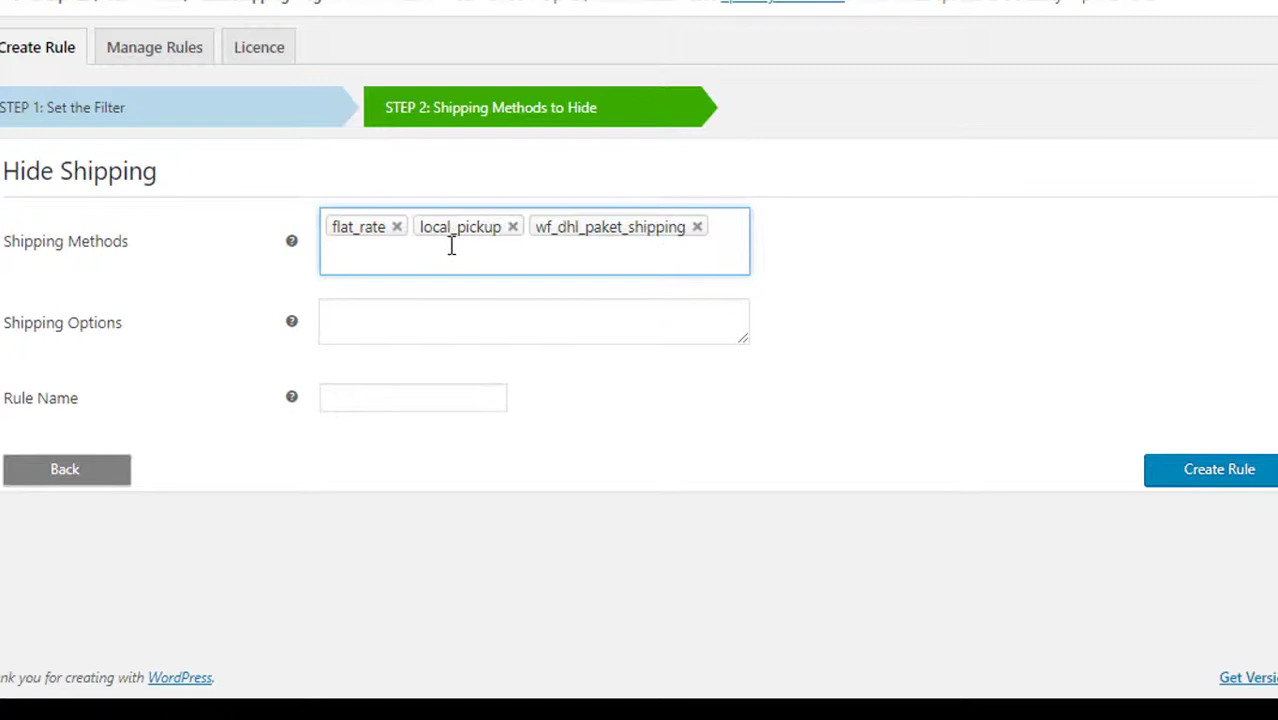 Create Rule Manage Rules Licence
STEP 1: Set the Filter STEP 2: Shipping Methods to Hide
Hide Shipping
Shipping Methods flat_rate × local_pickup × wf_dhl_paket_shipping ×
Shipping Options
Rule Name
Back Create Rule
nk you for creating with WordPress. Get Versi